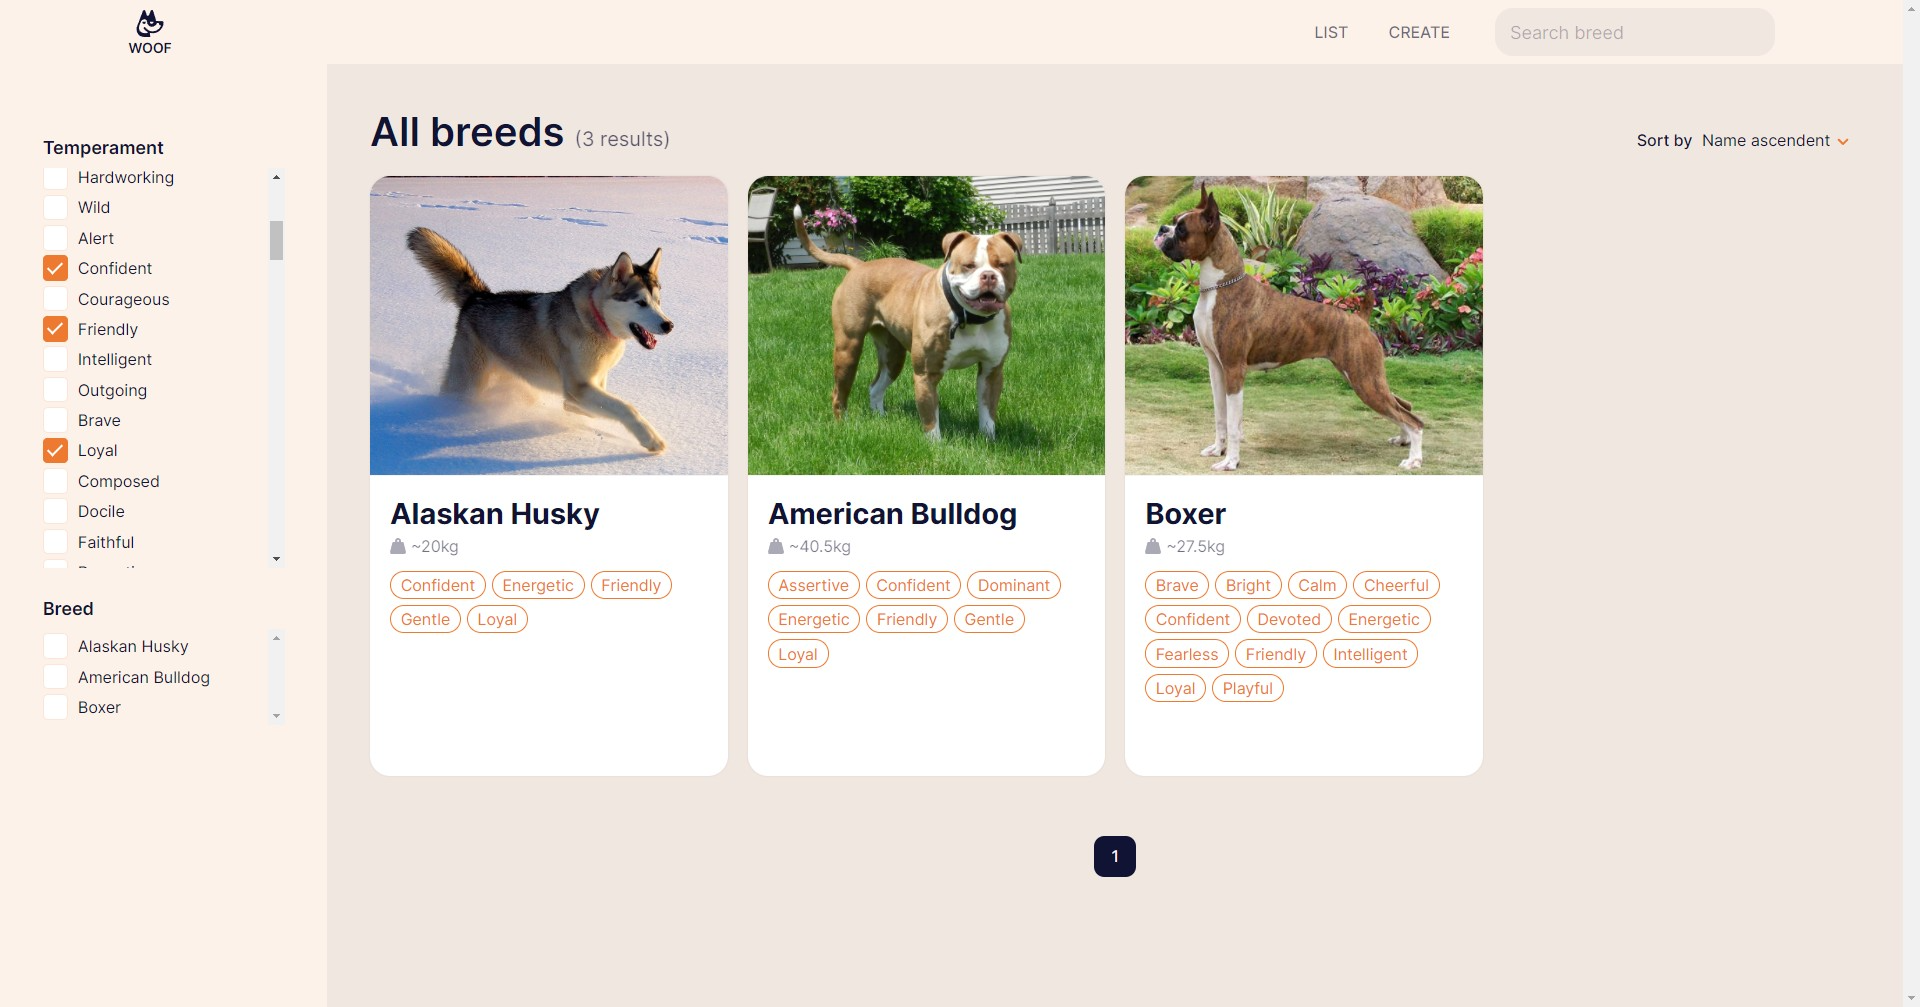 WOOF
LIST
CREATE
Search breed
Temperament
Hardworking
Wild
Alert
Confident
Courageous
Friendly
Intelligent
Outgoing
Brave
Loyal
Composed
Docile
Faithful
Breed
Alaskan Husky
American Bulldog
Boxer
All breeds (3 results)
Sort by Name ascendent
Alaskan Husky
~20kg
Confident Energetic Friendly
Gentle Loyal
American Bulldog
~40.5kg
Assertive Confident Dominant
Energetic Friendly Gentle
Loyal
Boxer
~27.5kg
Brave Bright Calm Cheerful
Confident Devoted Energetic
Fearless Friendly Intelligent
Loyal Playful
1